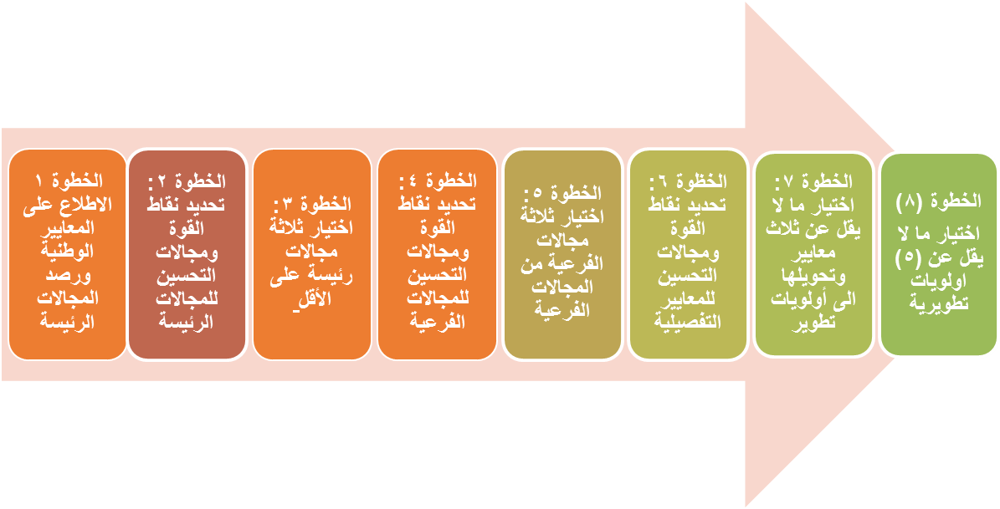 الخطوة ١
الاطلاع على
المعايير
الوطنية
ورصد
المجالات
الرئيسة
الخطوة ٢:
تحديد نقاط
القوة
ومجالات
التحسين
للمجالات
الرئيسة
الخطوة ٣:
اختيار ثلاثة
مجالات
رئيسة على
الأقل_
الخطوة ٤:
تحديد نقاط
القوة
ومجالات
التحسين
للمجالات
الفرعية
الخطوة ٥:
اختيار ثلاثة
مجالات
الفرعية من
المجالات
الفرعية
الخظوة ٦:
تحديد نقاط
القوة
ومجالات
التحسين
للمعايير
التفصيلية
الخطوة ٧:
اختيار ما لا
يقل عن ثلاث
معايير
وتحويلها
الى أولويات
تطوير
الخطوة (٨)
اختيار ما لا
يقل عن (٥)
اولويات
تطويرية